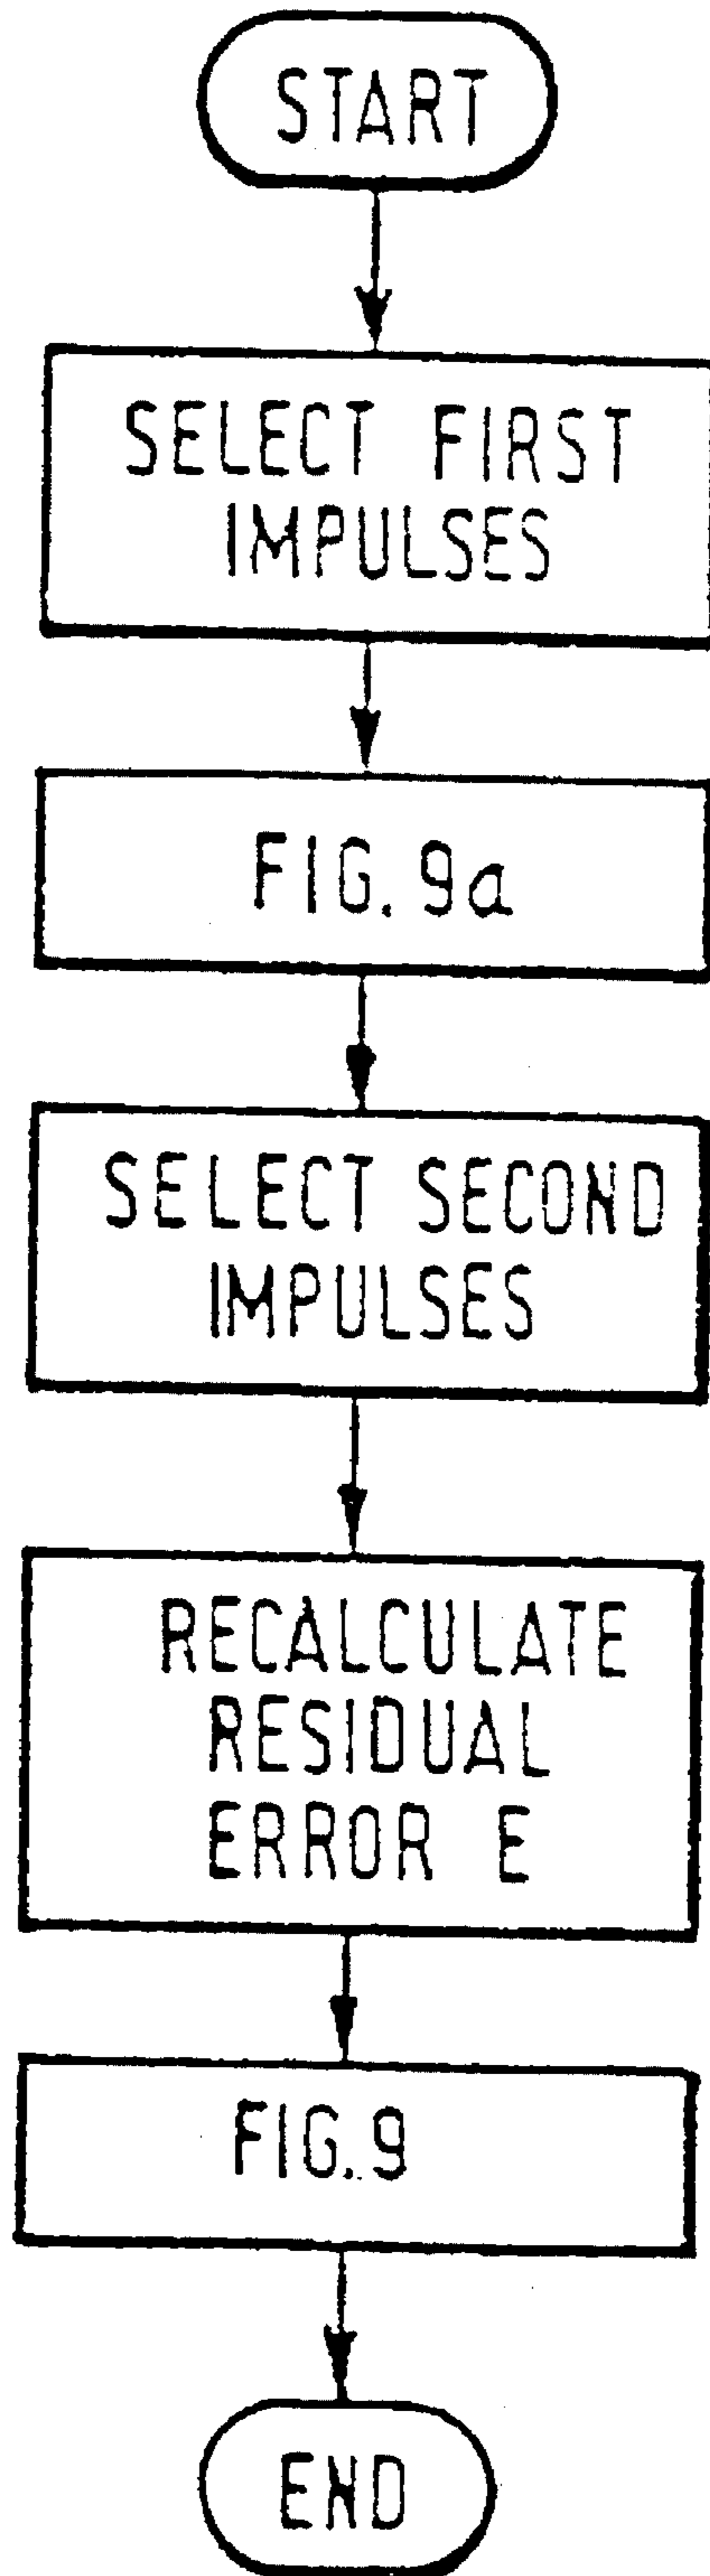 START
SELECT FIRST
IMPULSES
FIG. 9a
SELECT SECOND
IMPULSES
RECALCULATE
RESIDUAL
ERROR E
FIG. 9
END